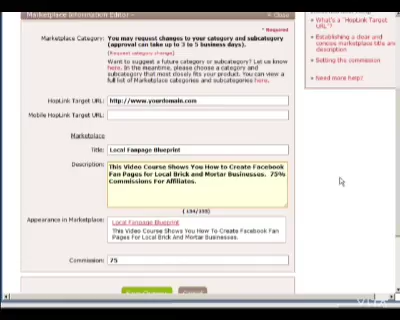 Marketplace Information Editor -
Close
* Required
Marketplace Category:
You may request changes to your category and subcategory
(approval can take up to 3 to 5 business days).
(Request category change)
Want to suggest a future category or subcategory? Let us know
here. In the meantime, please choose a category and
subcategory that most closely fits your product. You can view a
full list of Marketplace categories and subcategories here.
HopLink Target URL:
http://www.yourdomain.com
Mobile HopLink Target URL:
Marketplace
Title:
Local Fanpage Blueprint
Description:
This Video Course Shows You How to Create Facebook
Fan Pages for Local Brick and Mortar Businesses. 75%
Commissions For Affiliates.
Appearance in Marketplace:
Local Fanpage Blueprint
This Video Course Shows You How To Create Facebook Fan
Pages for Local Brick and Mortar Businesses.
Commission:
75
What's a "HopLink Target
URL"?
Establishing a clear and
concise marketplace title and
description
Setting the commission
Need more help?